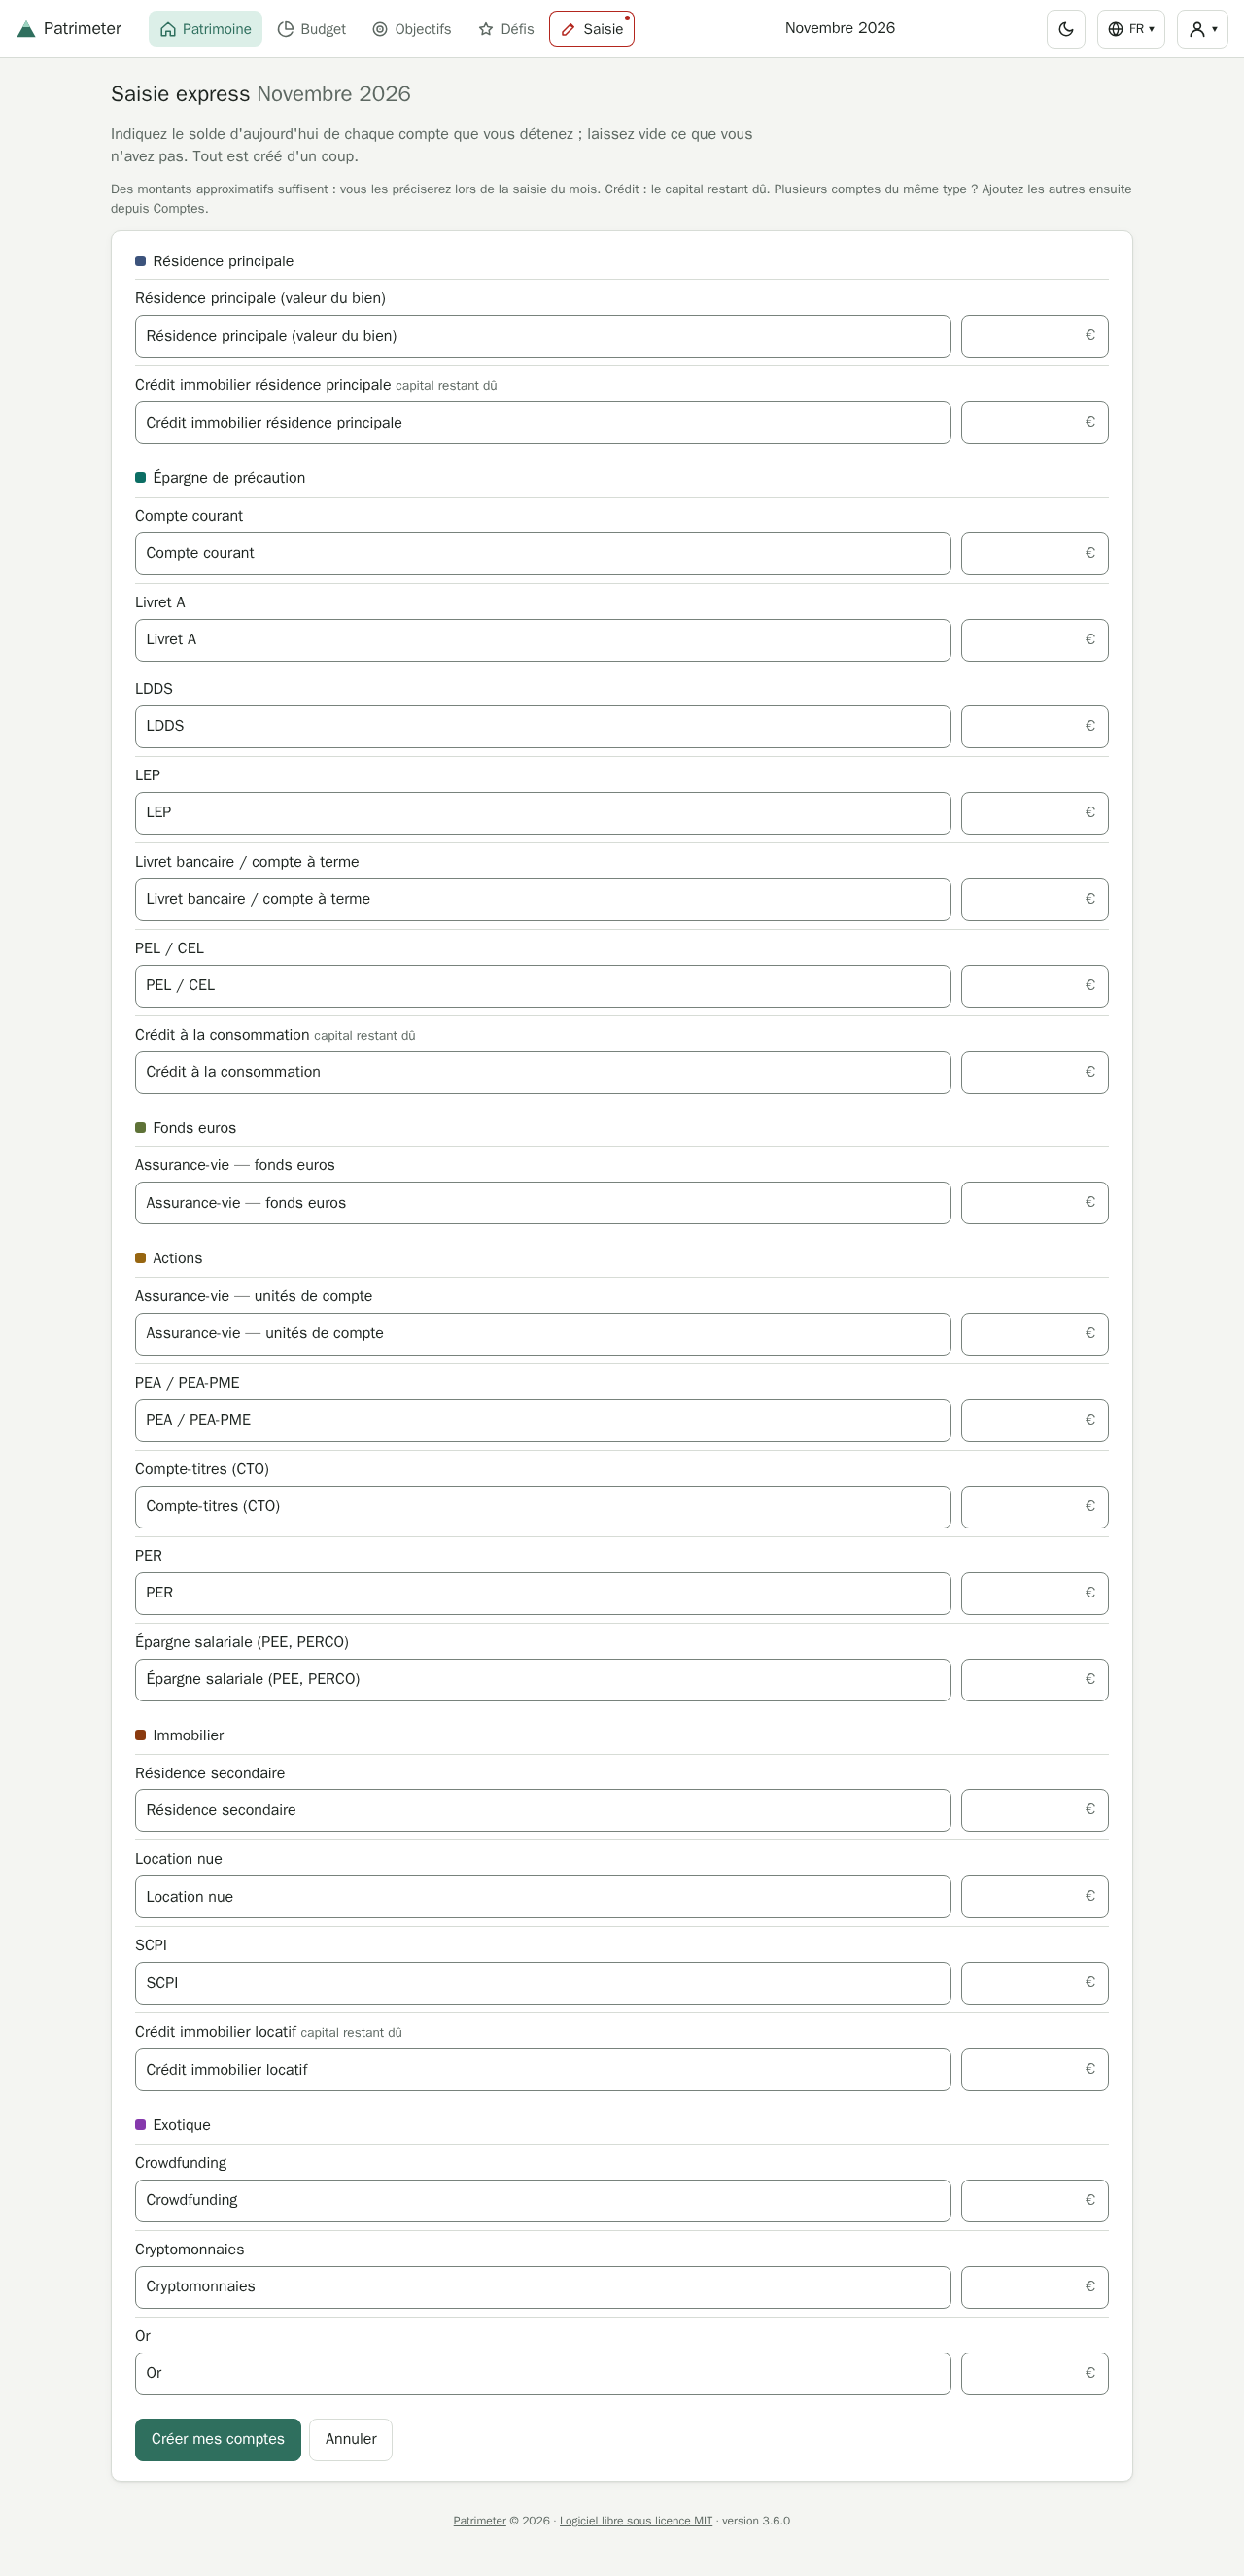 Patrimeter
Patrimoine
Budget
Objectifs
Défis
Saisie
Novembre 2026
FR ▾
▾
Saisie express Novembre 2026
Indiquez le solde d'aujourd'hui de chaque compte que vous détenez ; laissez vide ce que vous
n'avez pas. Tout est créé d'un coup.
Des montants approximatifs suffisent : vous les préciserez lors de la saisie du mois. Crédit : le capital restant dû. Plusieurs comptes du même type ? Ajoutez les autres ensuite
depuis Comptes.
Résidence principale
Résidence principale (valeur du bien)
Résidence principale (valeur du bien) €
Crédit immobilier résidence principale capital restant dû
Crédit immobilier résidence principale €
Épargne de précaution
Compte courant
Compte courant €
Livret A
Livret A €
LDDS
LDDS €
LEP
LEP €
Livret bancaire / compte à terme
Livret bancaire / compte à terme €
PEL / CEL
PEL / CEL €
Crédit à la consommation capital restant dû
Crédit à la consommation €
Fonds euros
Assurance-vie — fonds euros
Assurance-vie — fonds euros €
Actions
Assurance-vie — unités de compte
Assurance-vie — unités de compte €
PEA / PEA-PME
PEA / PEA-PME €
Compte-titres (CTO)
Compte-titres (CTO) €
PER
PER €
Épargne salariale (PEE, PERCO)
Épargne salariale (PEE, PERCO) €
Immobilier
Résidence secondaire
Résidence secondaire €
Location nue
Location nue €
SCPI
SCPI €
Crédit immobilier locatif capital restant dû
Crédit immobilier locatif €
Exotique
Crowdfunding
Crowdfunding €
Cryptomonnaies
Cryptomonnaies €
Or
Or €
Créer mes comptes
Annuler
Patrimeter © 2026 · Logiciel libre sous licence MIT · version 3.6.0